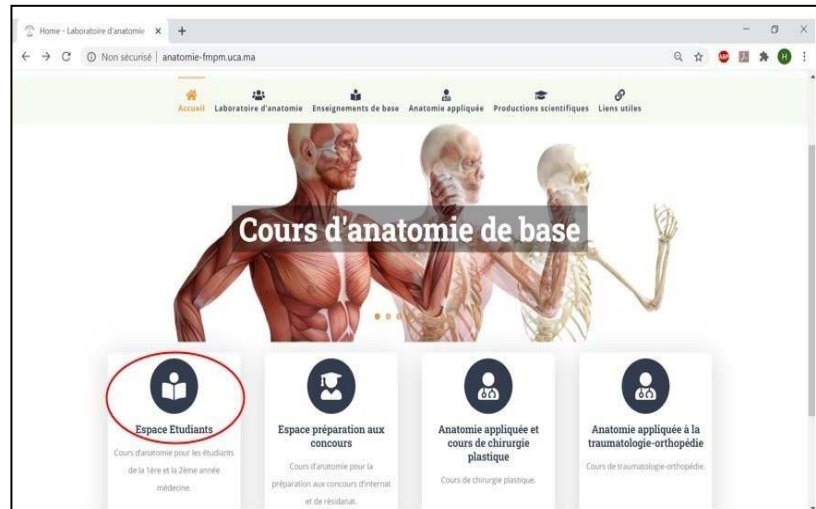 Home - Laboratoire d'anatomie
Non sécurisé | anatomie-fmpm.uca.ma
ABP
H
Accueil Laboratoire d'anatomie Enseignements de base Anatomie appliquée Productions scientifiques Liens utiles
Cours d'anatomie de base
Espace Etudiants
Cours d'anatomie pour les étudiants
de la 1ère et la 2ème année
médecine.
Espace préparation aux
concours
Cours d'anatomie pour la
préparation aux concours d'internat
et de résidanat.
Anatomie appliquée et
cours de chirurgie
plastique
Cours de chirurgie plastique.
Anatomie appliquée à la
traumatologie-orthopédie
Cours de traumatologie-orthopédie.